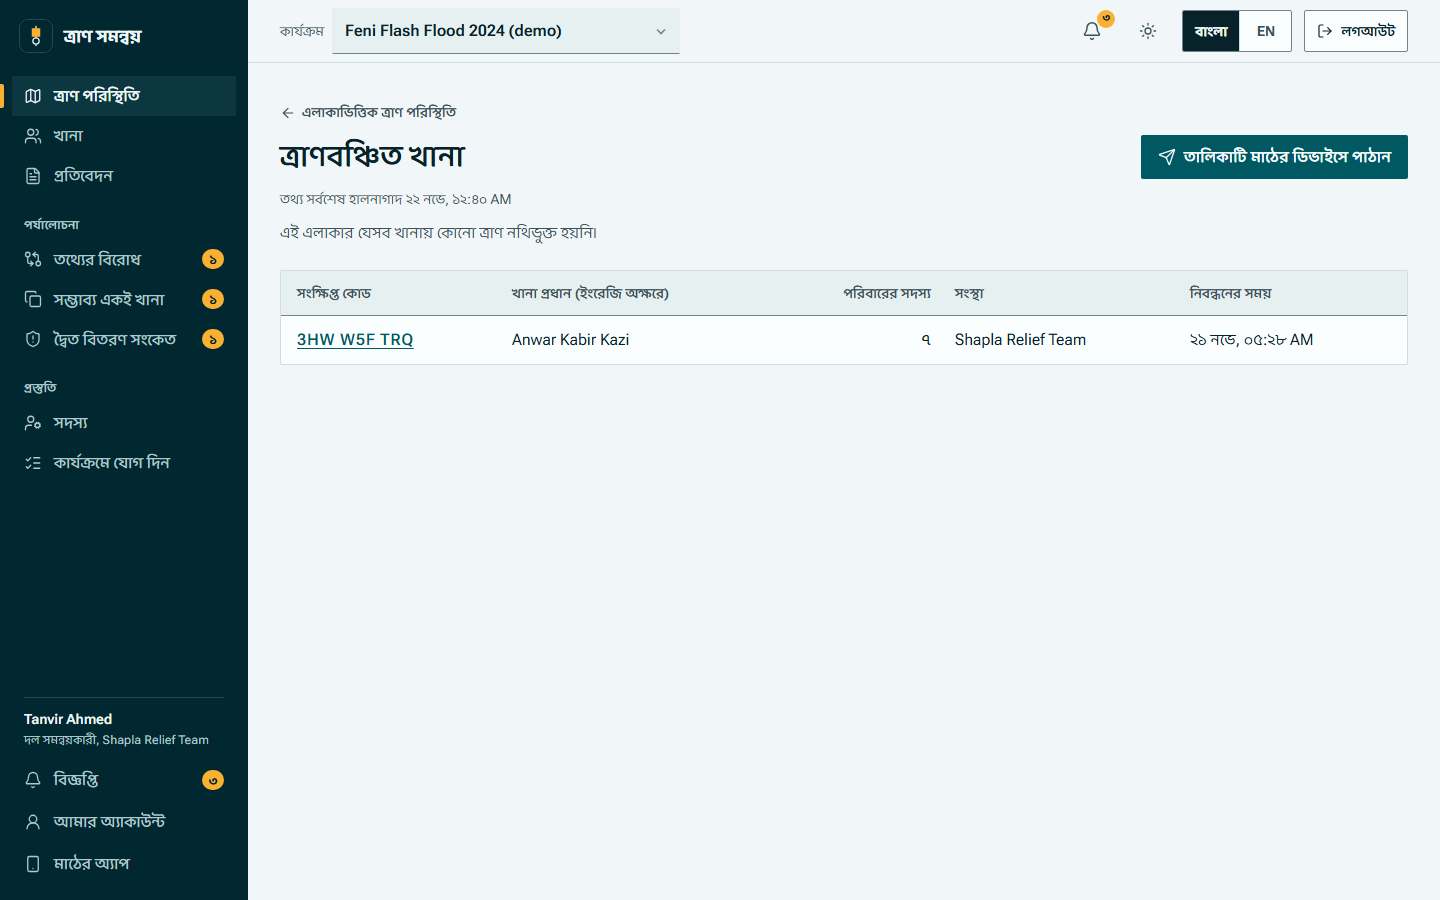 ত্রাণ সমন্বয়
ত্রাণ পরিস্থিতি
খানা
প্রতিবেদন
পর্যালোচনা
তথ্যের বিরোধ ১
সম্ভাব্য একই খানা ১
দ্বৈত বিতরণ সংকেত ১
প্রস্তুতি
সদস্য
কার্যক্রমে যোগ দিন
Tanvir Ahmed
দল সমন্বয়কারী, Shapla Relief Team
বিজ্ঞপ্তি ৩
আমার অ্যাকাউন্ট
মাঠের অ্যাপ
কার্যক্রম Feni Flash Flood 2024 (demo) ৩ বাংলা EN লগআউট
এলাকাভিত্তিক ত্রাণ পরিস্থিতি
ত্রাণবঞ্চিত খানা
তালিকাটি মাঠের ডিভাইসে পাঠান
তথ্য সর্বশেষ হালনাগাদ ২২ নভে, ১২:৪০ AM
এই এলাকার যেসব খানায় কোনো ত্রাণ নথিভুক্ত হয়নি।
সংক্ষিপ্ত কোড খানা প্রধান (ইংরেজি অক্ষরে) পরিবারের সদস্য সংস্থা নিবন্ধনের সময়
3HW W5F TRQ Anwar Kabir Kazi ৭ Shapla Relief Team ২১ নভে, ০৫:২৮ AM